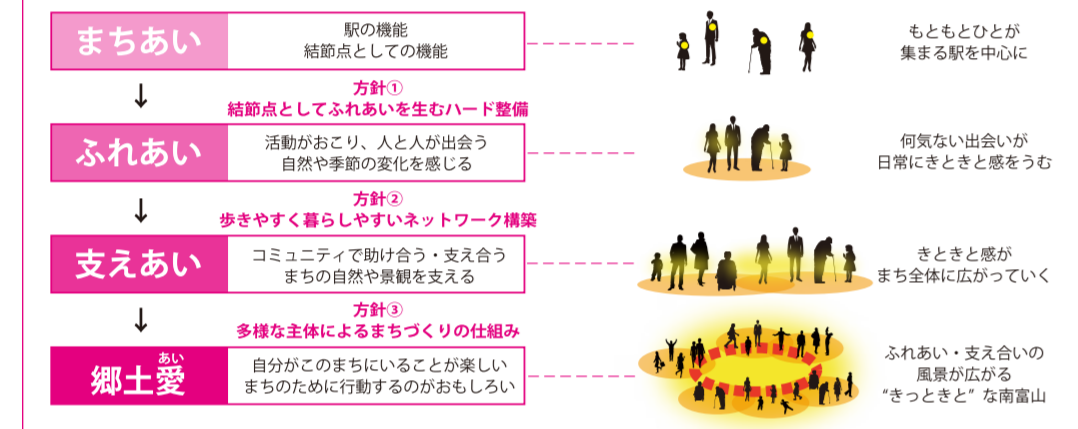 まちあい
駅の機能
結節点としての機能
もともとひとが
集まる駅を中心に
↓
方針①
結節点としてふれあいを生むハード整備
ふれあい
活動がおこり、人と人が出会う
自然や季節の変化を感じる
何気ない出会いが
日常にきときと感をうむ
↓
方針②
歩きやすく暮らしやすいネットワーク構築
支えあい
コミュニティで助け合う・支え合う
まちの自然や景観を支える
きときと感が
まち全体に広がっていく
↓
方針③
多様な主体によるまちづくりの仕組み
あい
郷土愛
自分がこのまちにいることが楽しい
まちのために行動するのがおもしろい
ふれあい・支え合いの
風景が広がる
“きっときと”な南富山